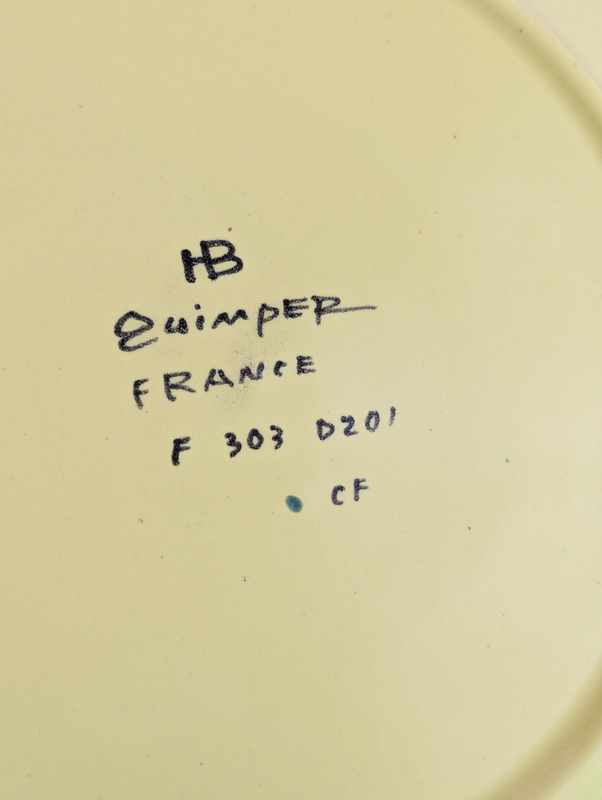 HB
QuimpER
FRANCE
F 303 D201
CF